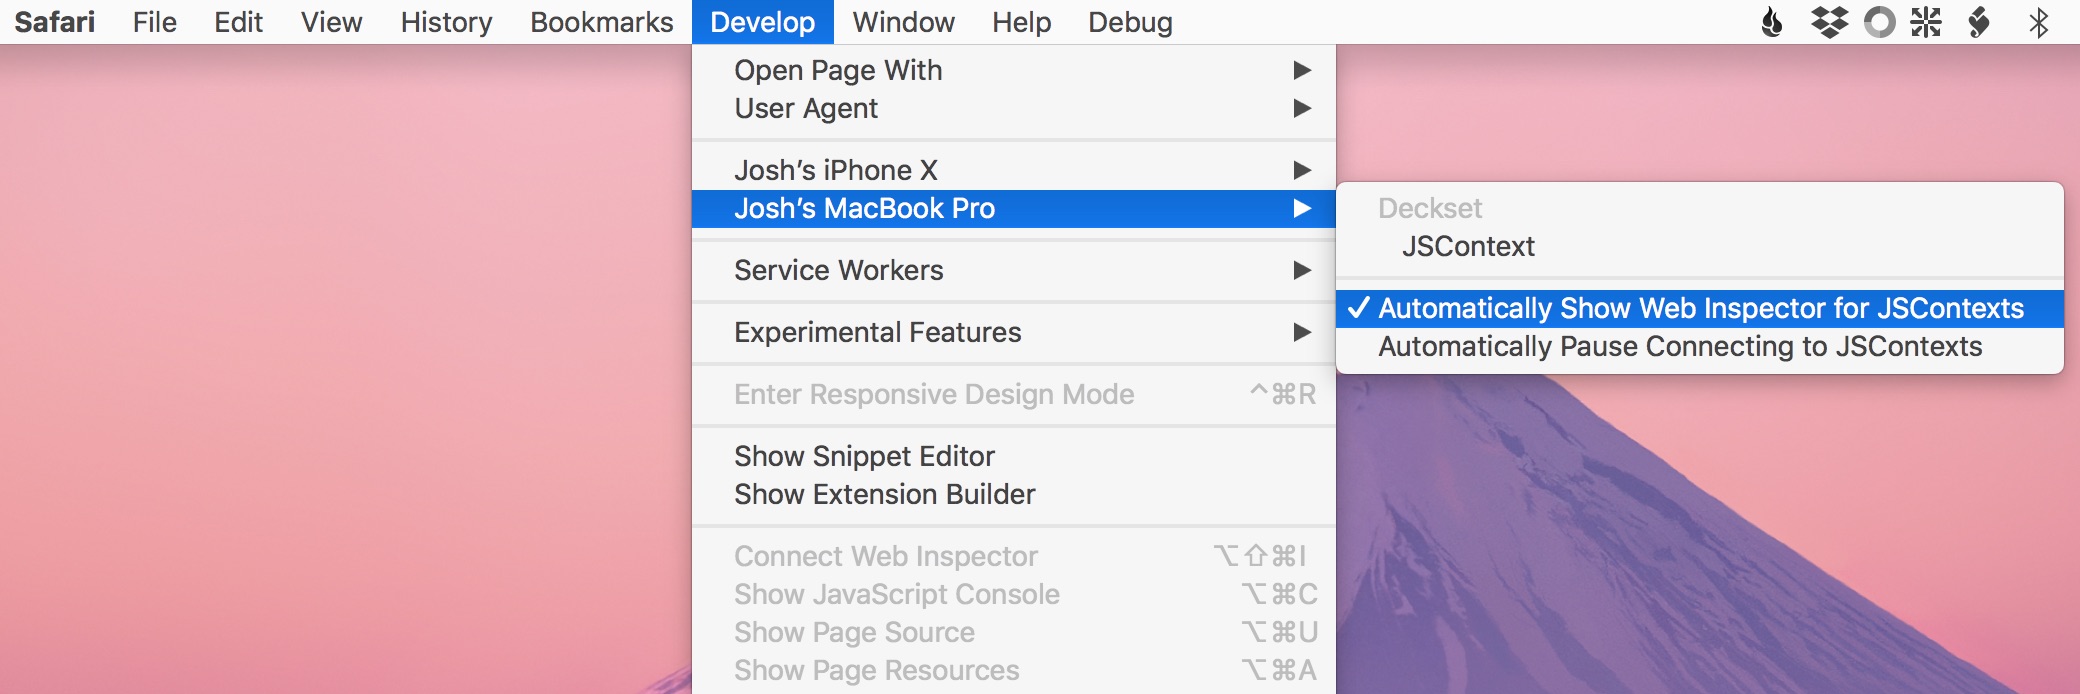 Safari File Edit View History Bookmarks Develop Window Help Debug
Open Page With ▶
User Agent ▶
Josh’s iPhone X ▶
Josh’s MacBook Pro ▶
Deckset
JSContext
✓ Automatically Show Web Inspector for JSContexts
Automatically Pause Connecting to JSContexts
Service Workers ▶
Experimental Features ▶
Enter Responsive Design Mode ^⌘R
Show Snippet Editor
Show Extension Builder
Connect Web Inspector ⌥⇧⌘I
Show JavaScript Console ⌥⌘C
Show Page Source ⌥⌘U
Show Page Resources ⌥⌘A